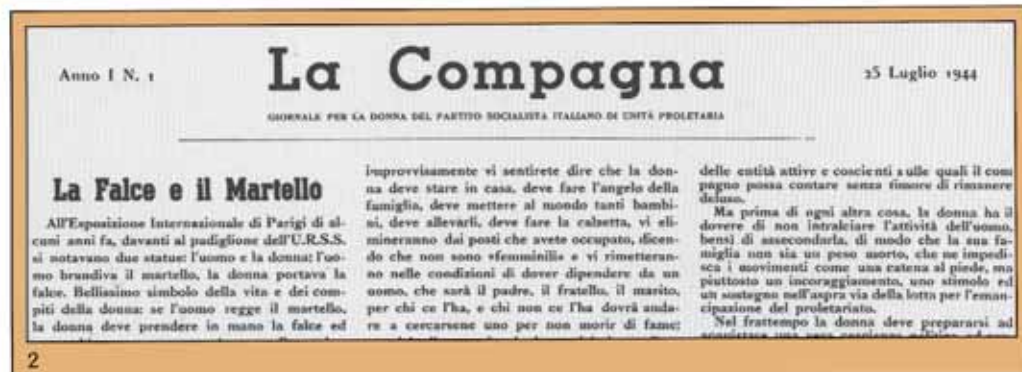 Anno I N. 1
La Compagna
25 Luglio 1944
GIORNALE PER LA DONNA DEL PARTITO SOCIALISTA ITALIANO DI UNITÀ PROLETARIA
La Falce e il Martello
All'Esposizione Internazionale di Parigi di al-
cuni anni fa, davanti al padiglione dell'U.R.S.S.
si notavano due statue: l'uomo e la donna; l'uo-
mo brandiva il martello, la donna portava la
falce. Bellissimo simbolo della vita e dei com-
piti della donna: se l'uomo regge il martello,
la donna deve prendere in mano la falce ed
improvvisamente vi sentirete dire che la don-
na deve stare in casa, deve fare l'angelo della
famiglia, deve mettere al mondo tanti bambi-
ni, deve allevarli, deve fare la calzetta, vi eli-
mineranno dai posti che avete occupato, dicen-
do che non sono «femminili» e vi rimetteran-
no nelle condizioni di dover dipendere da un
uomo, che sarà il padre, il fratello, il marito,
per chi ce l'ha, e chi non ce l'ha dovrà anda-
re a cercarsene uno per non morir di fame;
delle entità attive e coscienti sulle quali il com
pagno possa contare senza timore di rimanere
deluso.
Ma prima di ogni altra cosa, la donna ha il
dovere di non intralciare l'attività dell'uomo,
bensì di assecondarla, di modo che la sua fa-
miglia non sia un peso morto, che ne impedi-
sca i movimenti come una catena al piede, ma
piuttosto un incoraggiamento, uno stimolo ed
un sostegno nell'aspra via della lotta per l'eman-
cipazione del proletariato.
Nel frattempo la donna deve prepararsi ad
2